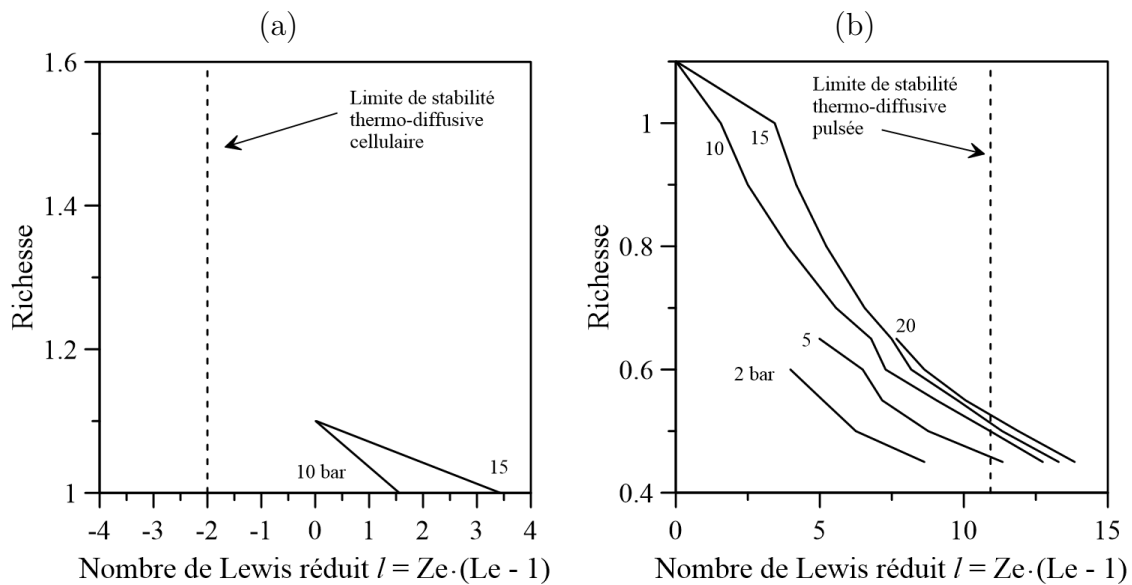 (a)
(b)
1.6
1.4
1.2
1
Richesse
Limite de stabilité
thermo-diffusive
cellulaire
10 bar
15
-4 -3 -2 -1 0 1 2 3 4
Nombre de Lewis réduit l = Ze·(Le - 1)
1
0.8
0.6
0.4
Richesse
Limite de stabilité
thermo-diffusive
pulsée
10
15
20
5
2 bar
0 5 10 15
Nombre de Lewis réduit l = Ze·(Le - 1)